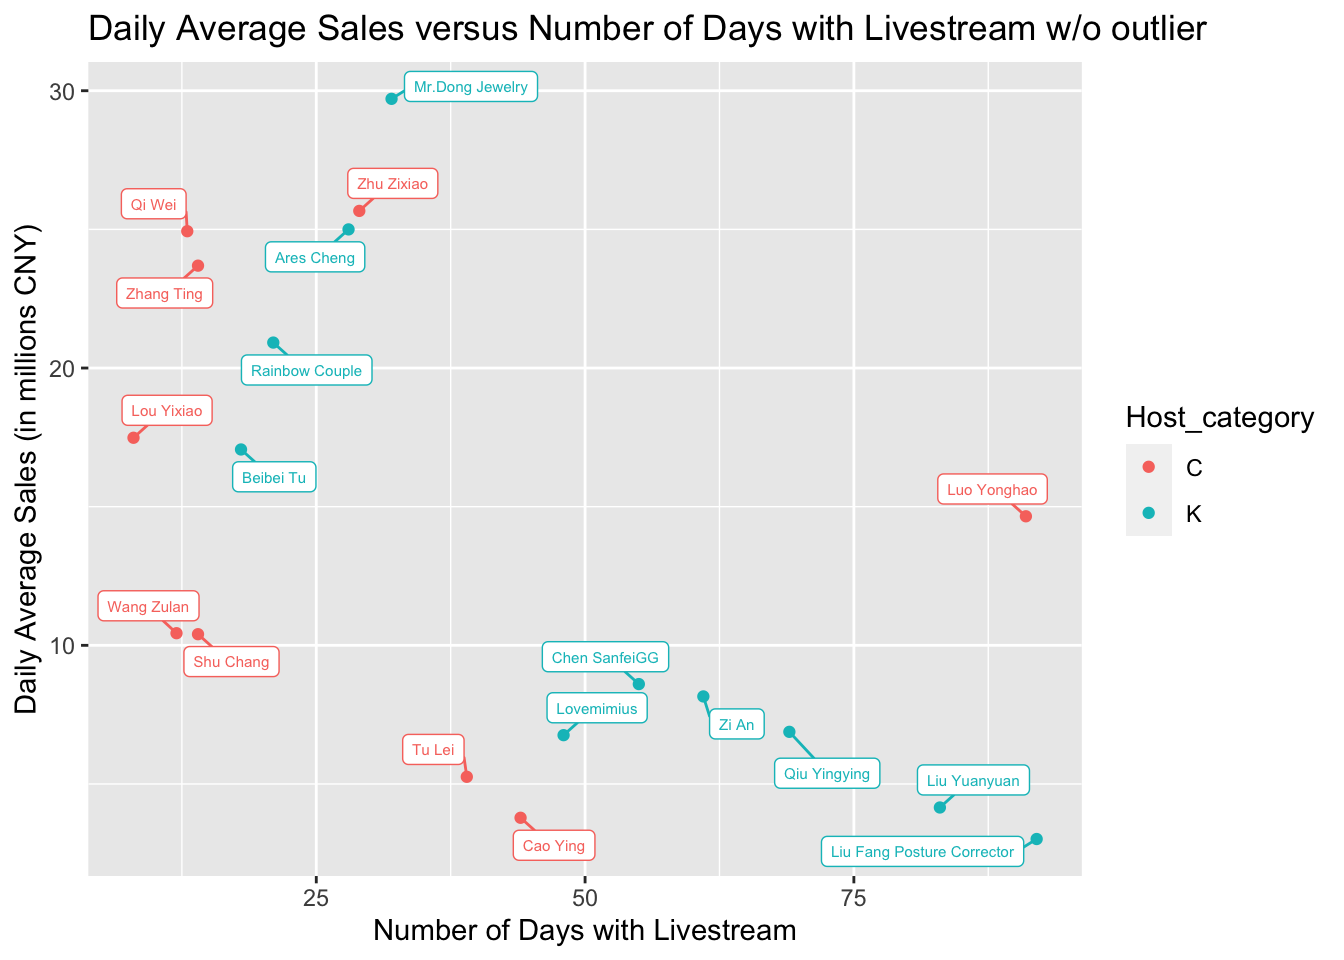 Daily Average Sales versus Number of Days with Livestream w/o outlier
Daily Average Sales (in millions CNY)
30
20
10
Mr.Dong Jewelry
Zhu Zixiao
Qi Wei
Ares Cheng
Zhang Ting
Rainbow Couple
Lou Yixiao
Beibei Tu
Luo Yonghao
Wang Zulan
Shu Chang
Chen SanfeiGG
Lovemimius
Zi An
Tu Lei
Qiu Yingying
Liu Yuanyuan
Cao Ying
Liu Fang Posture Corrector
25
50
75
Number of Days with Livestream
Host_category
C
K